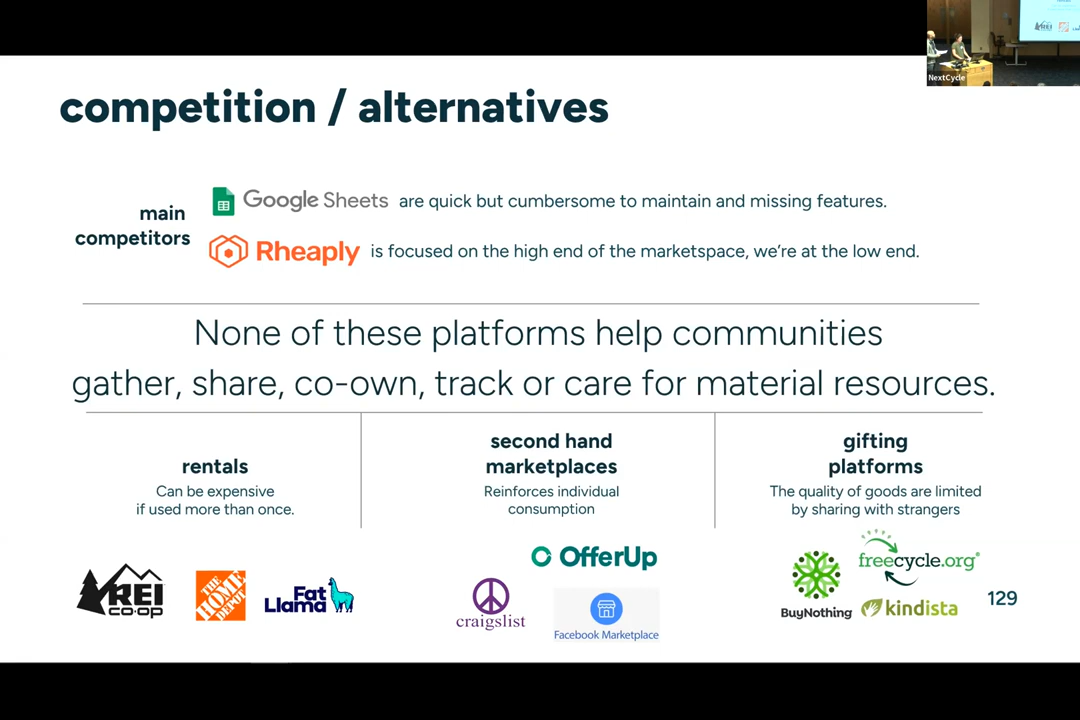 NextCycle
REI
competition / alternatives
main
competitors
Google Sheets are quick but cumbersome to maintain and missing features.
Rheaply is focused on the high end of the marketspace, we're at the low end.
None of these platforms help communities
gather, share, co-own, track or care for material resources.
rentals
Can be expensive
if used more than once.
REI
co·op
THE
HOME
DEPOT
Fat
Llama
second hand
marketplaces
Reinforces individual
consumption
OfferUp
craigslist
Facebook Marketplace
gifting
platforms
The quality of goods are limited
by sharing with strangers
BuyNothing
freecycle.org®
kindista
129